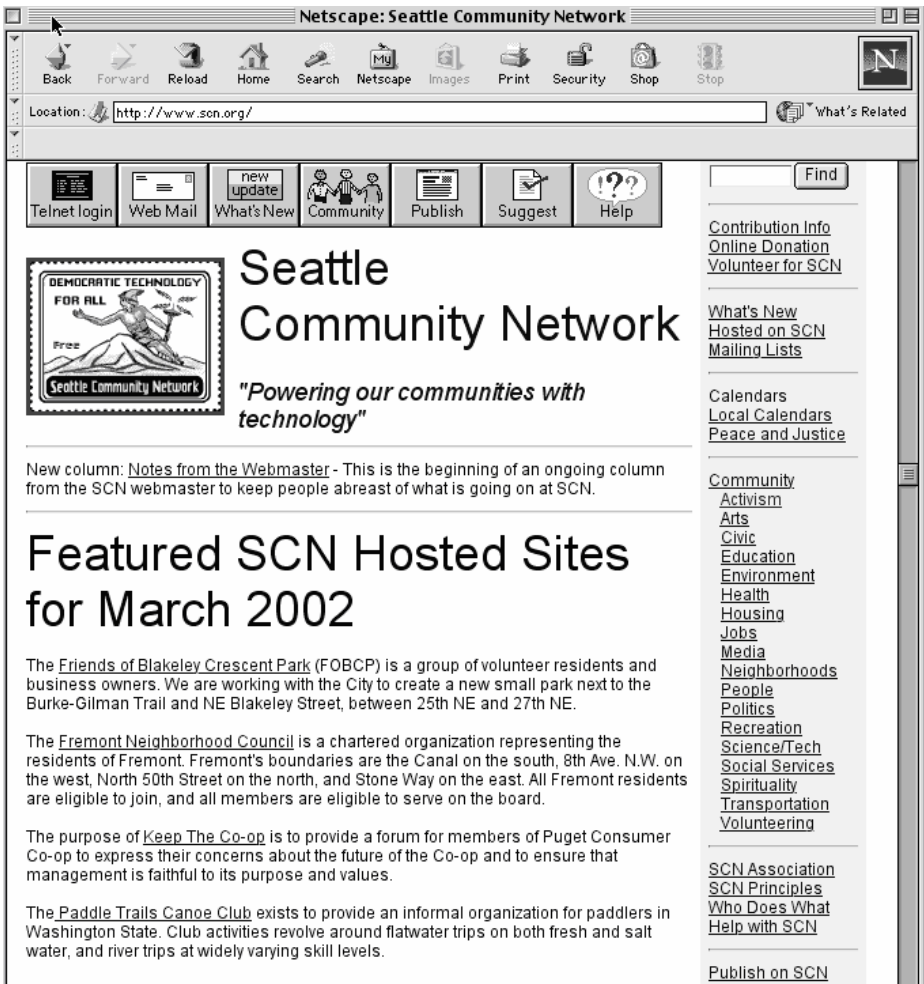 Netscape: Seattle Community Network
Back Forward Reload Home Search Netscape Images Print Security Shop Stop
My
N
Location: http://www.scn.org/ What's Related
new
update
!??
Telnet login Web Mail What's New Community Publish Suggest Help
Find
DEMOCRATIC TECHNOLOGY
FOR ALL
Free
Seattle Community Network
Seattle
Community Network
"Powering our communities with
technology"
New column: Notes from the Webmaster - This is the beginning of an ongoing column
from the SCN webmaster to keep people abreast of what is going on at SCN.
Featured SCN Hosted Sites
for March 2002
The Friends of Blakeley Crescent Park (FOBCP) is a group of volunteer residents and
business owners. We are working with the City to create a new small park next to the
Burke-Gilman Trail and NE Blakeley Street, between 25th NE and 27th NE.
The Fremont Neighborhood Council is a chartered organization representing the
residents of Fremont. Fremont's boundaries are the Canal on the south, 8th Ave. N.W. on
the west, North 50th Street on the north, and Stone Way on the east. All Fremont residents
are eligible to join, and all members are eligible to serve on the board.
The purpose of Keep The Co-op is to provide a forum for members of Puget Consumer
Co-op to express their concerns about the future of the Co-op and to ensure that
management is faithful to its purpose and values.
The Paddle Trails Canoe Club exists to provide an informal organization for paddlers in
Washington State. Club activities revolve around flatwater trips on both fresh and salt
water, and river trips at widely varying skill levels.
Contribution Info
Online Donation
Volunteer for SCN
What's New
Hosted on SCN
Mailing Lists
Calendars
Local Calendars
Peace and Justice
Community
Activism
Arts
Civic
Education
Environment
Health
Housing
Jobs
Media
Neighborhoods
People
Politics
Recreation
Science/Tech
Social Services
Spirituality
Transportation
Volunteering
SCN Association
SCN Principles
Who Does What
Help with SCN
Publish on SCN